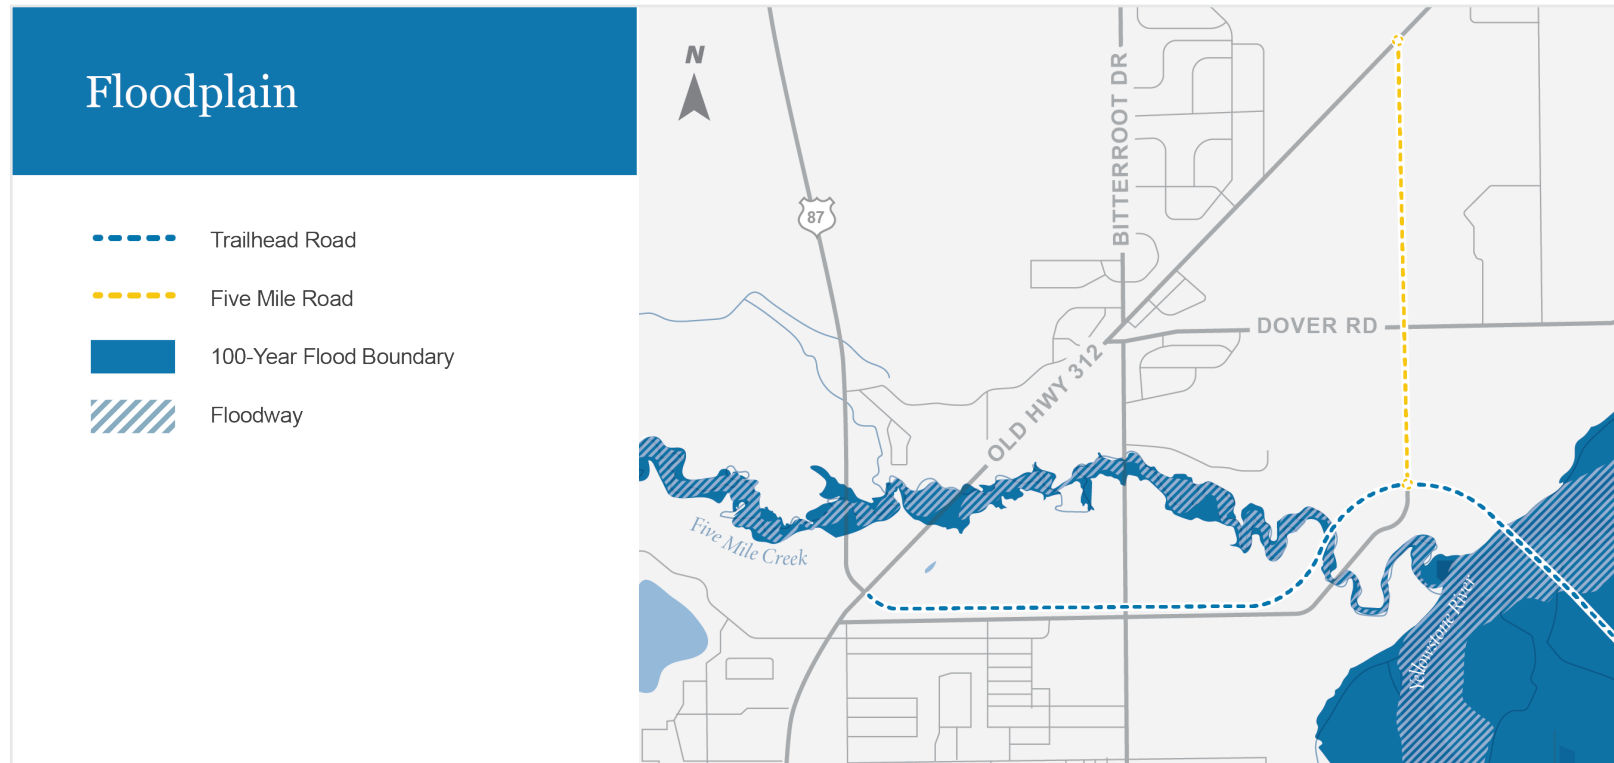 Floodplain
Trailhead Road
Five Mile Road
100-Year Flood Boundary
Floodway
N
87
BITTERROOT DR
DOVER RD
OLD HWY 312
Five Mile Creek
Yellowstone River